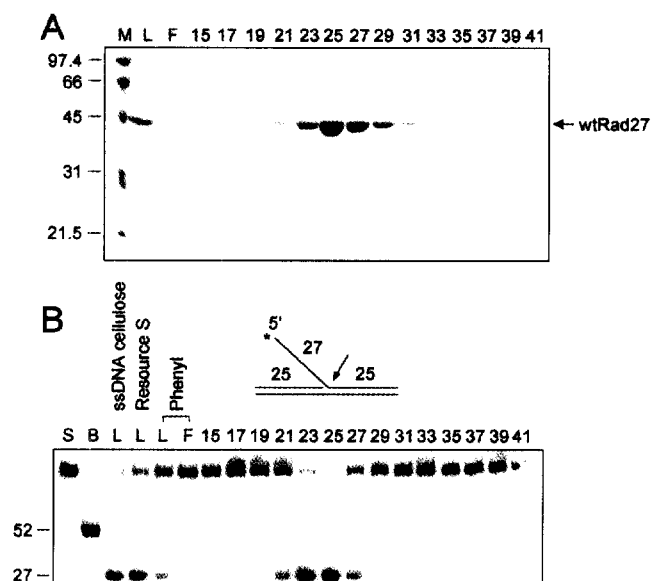 A
M L F 15 17 19 21 23 25 27 29 31 33 35 37 39 41
97.4
66
45
wtRad27
31
21.5
B
ssDNA cellulose
Resource S
Phenyl
5'
*
27
25 25
S B L L L F 15 17 19 21 23 25 27 29 31 33 35 37 39 41
52
27